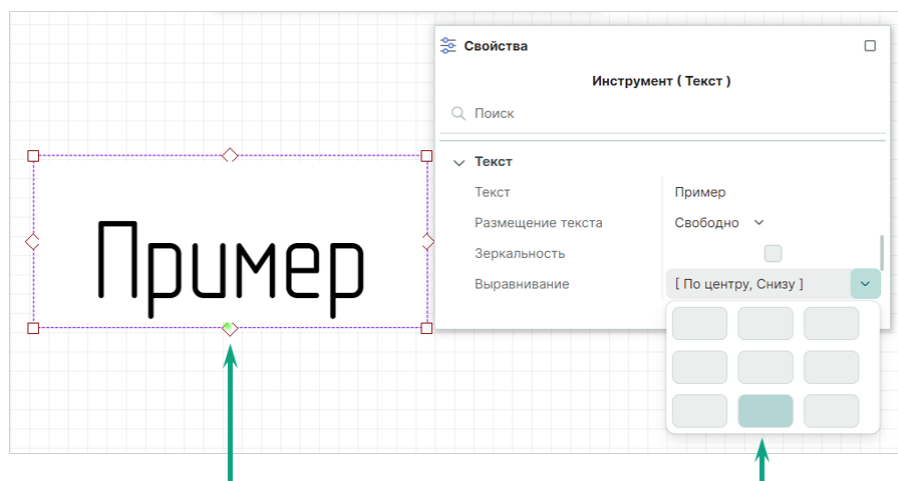 Свойства
Инструмент ( Текст )
Поиск
Текст
Текст Пример
Размещение текста Свободно
Зеркальность
Выравнивание [ По центру, Снизу ]
Пример